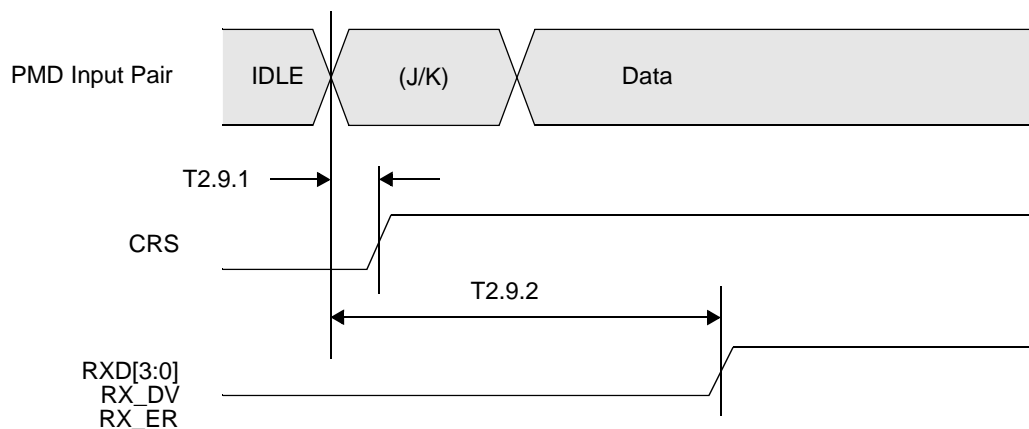 PMD Input Pair
IDLE
(J/K)
Data
T2.9.1
CRS
T2.9.2
RXD[3:0]
RX_DV
RX_ER